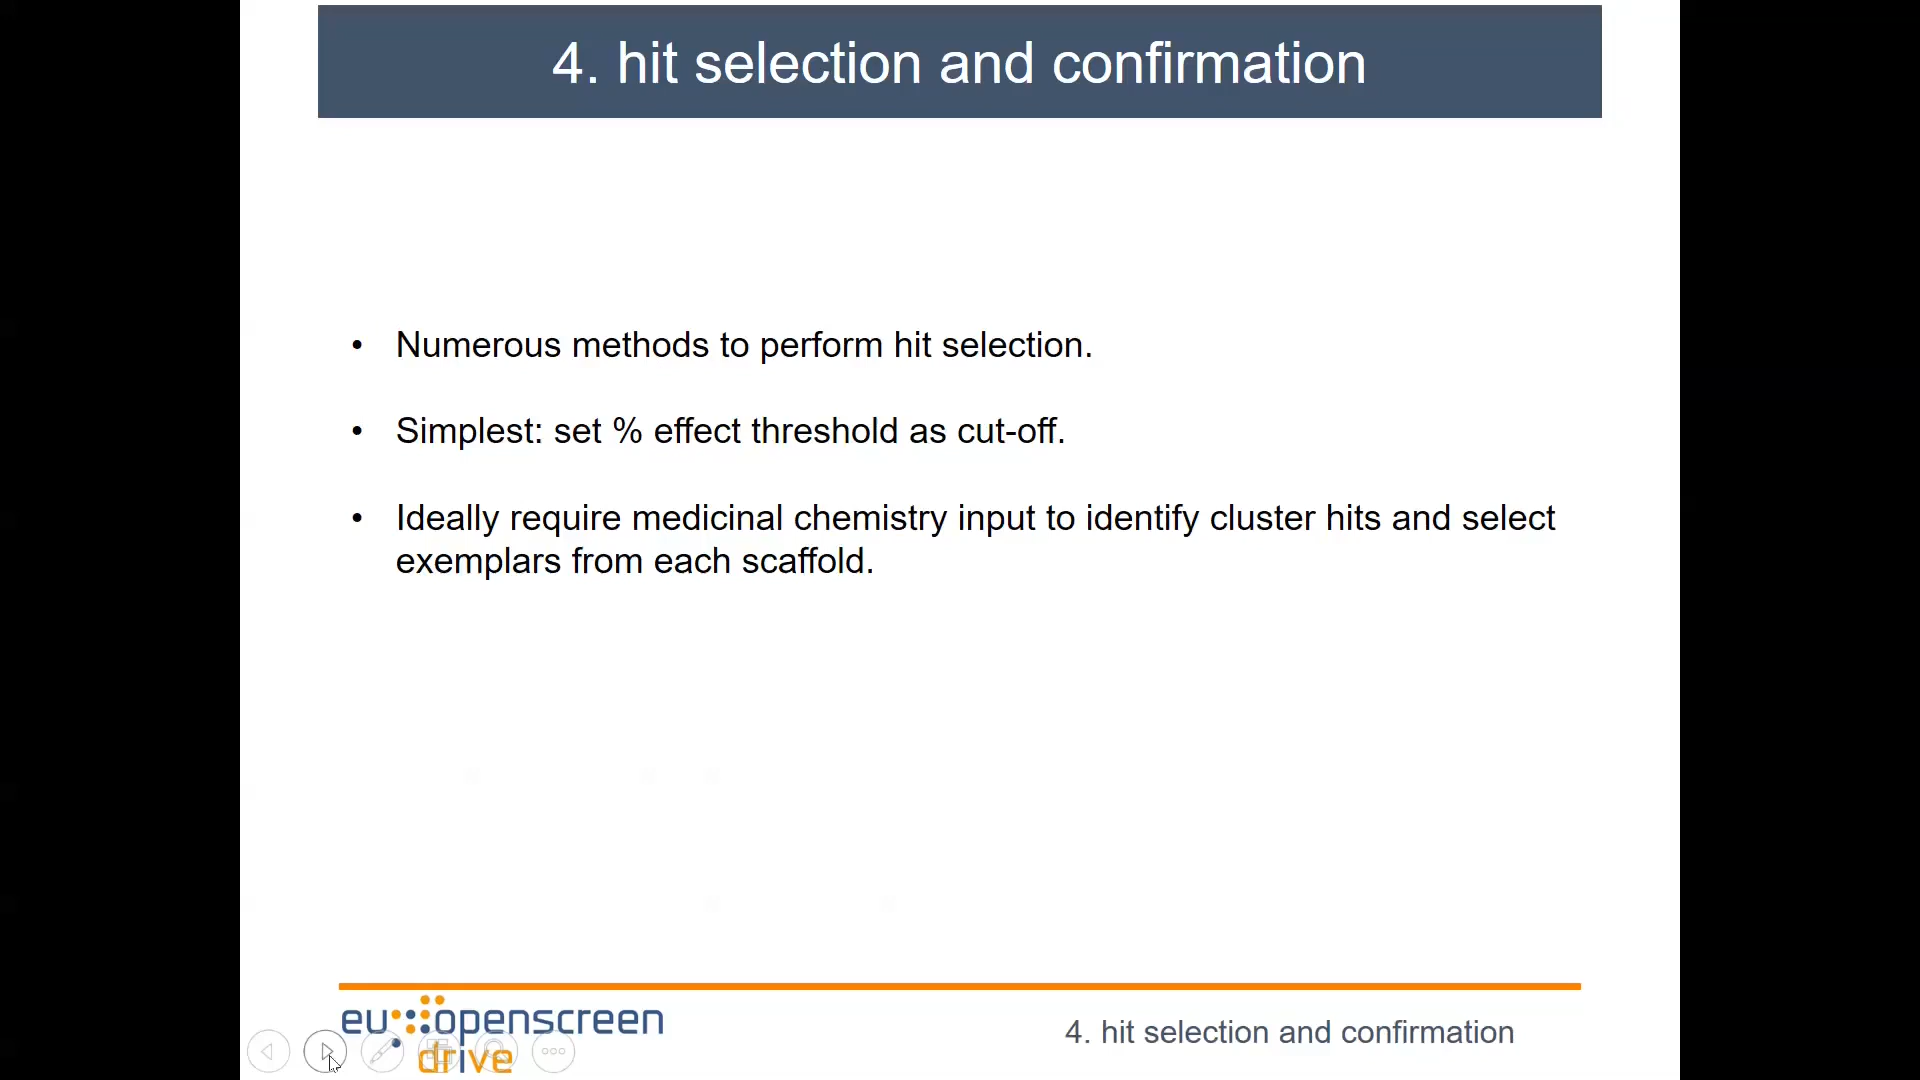 4. hit selection and confirmation
• Numerous methods to perform hit selection.
• Simplest: set % effect threshold as cut-off.
• Ideally require medicinal chemistry input to identify cluster hits and select
exemplars from each scaffold.
eu openscreen
drive
4. hit selection and confirmation